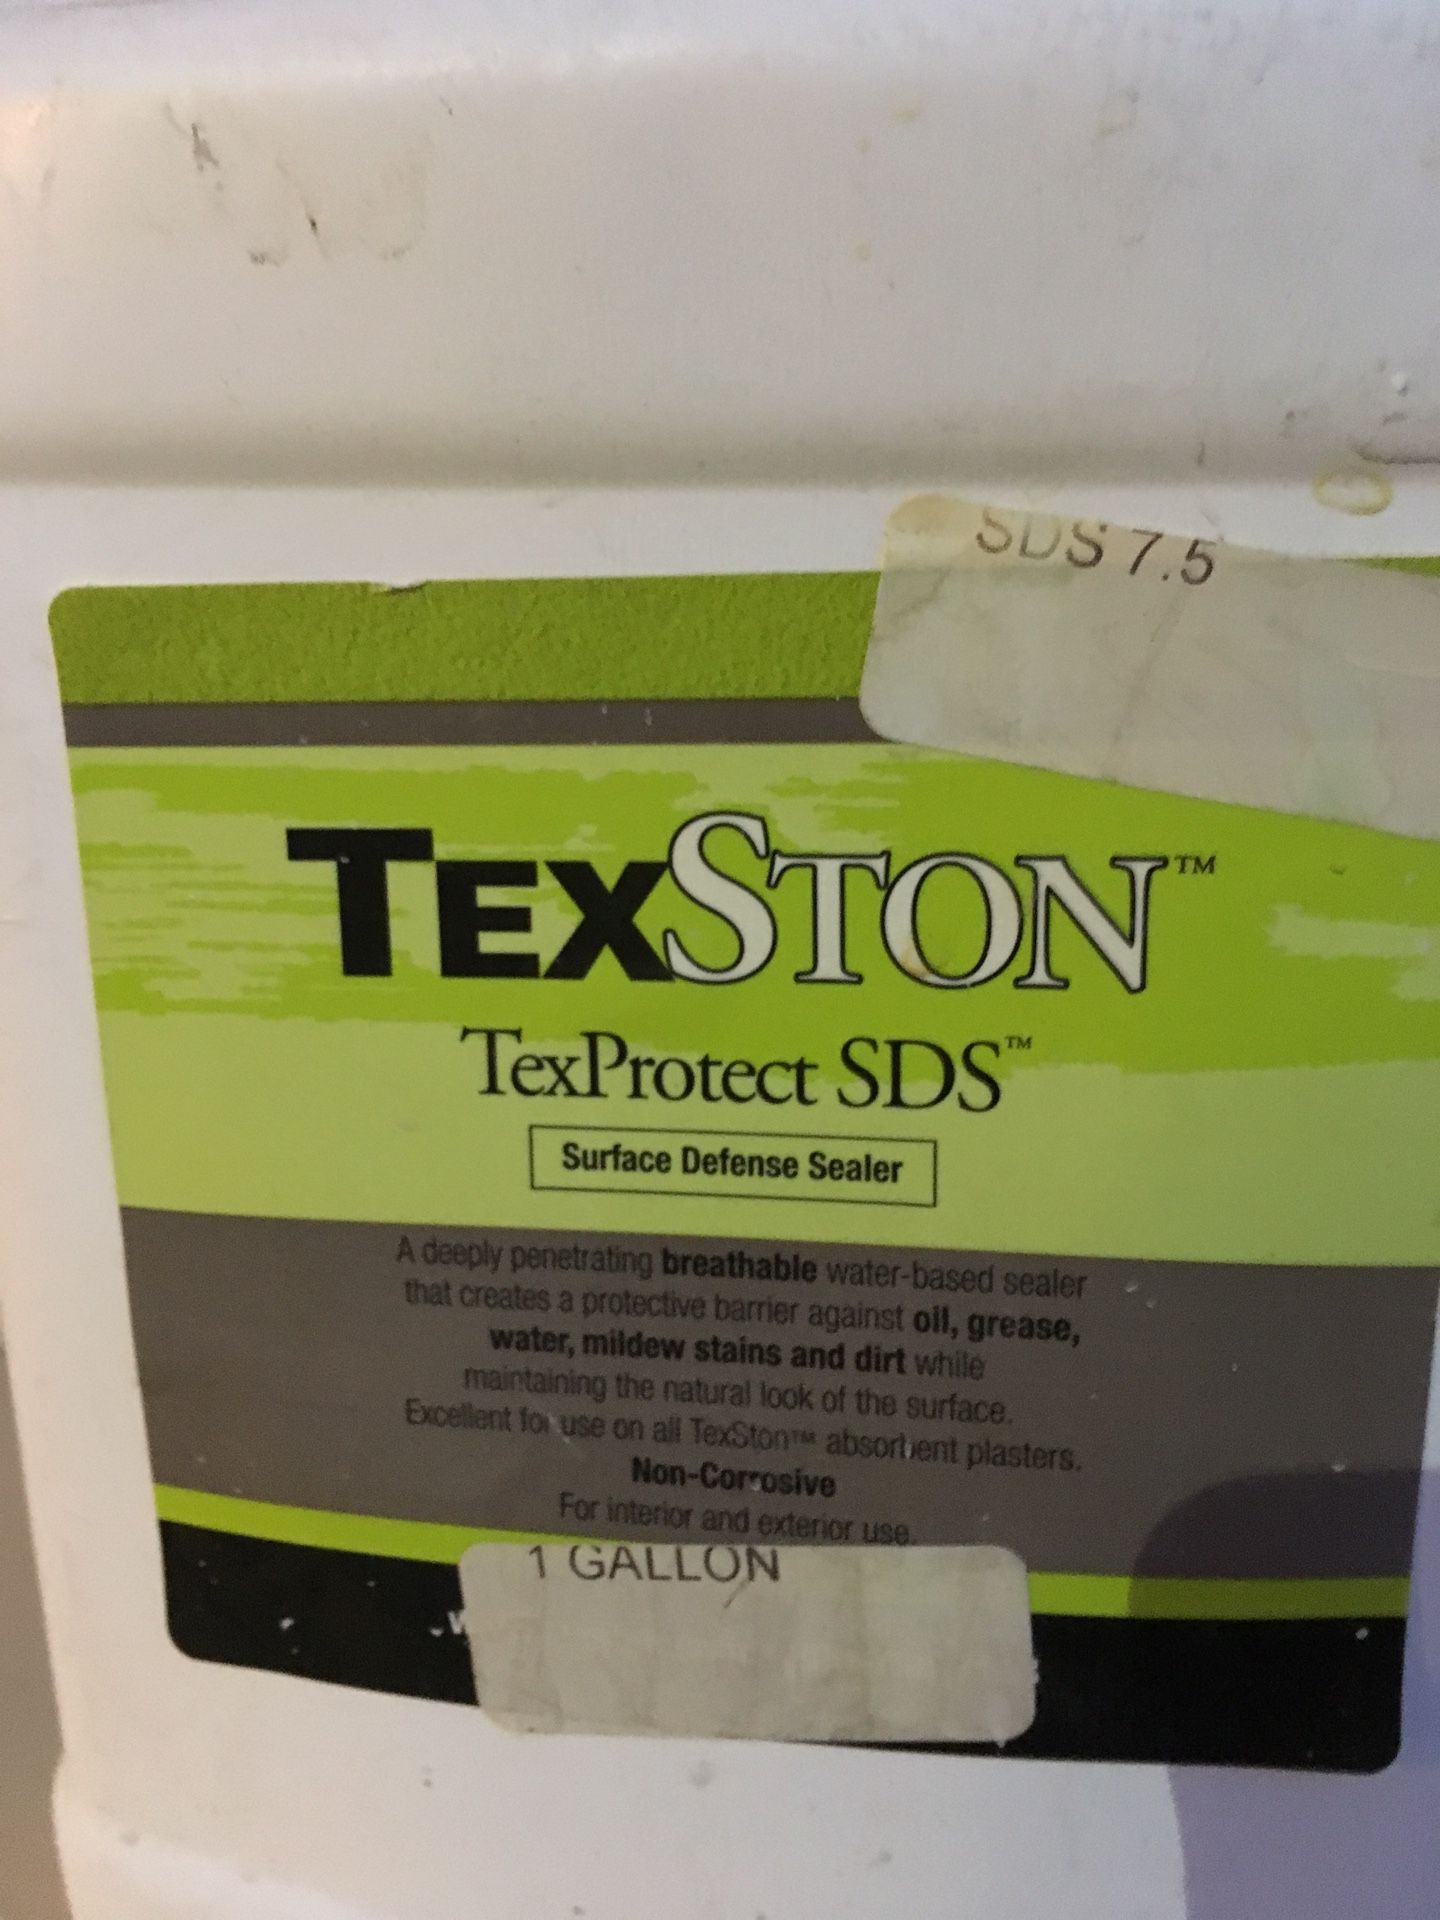 SDS 7.5
TEXSTON™
TexProtect SDS™
Surface Defense Sealer
A deeply penetrating breathable water-based sealer
that creates a protective barrier against oil, grease,
water, mildew stains and dirt while
maintaining the natural look of the surface.
Excellent for use on all TexSton™ absorbent plasters.
Non-Corrosive
For interior and exterior use.
1 GALLON